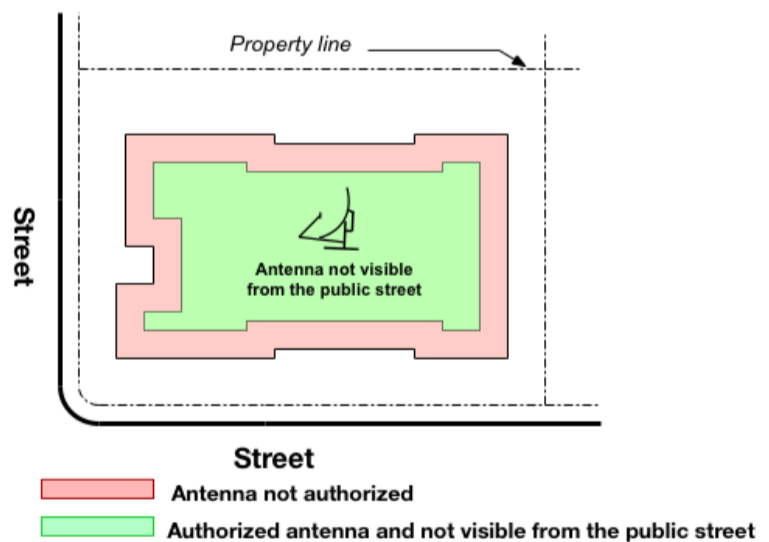 Property line
Street
Antenna not visible
from the public street
Street
Antenna not authorized
Authorized antenna and not visible from the public street